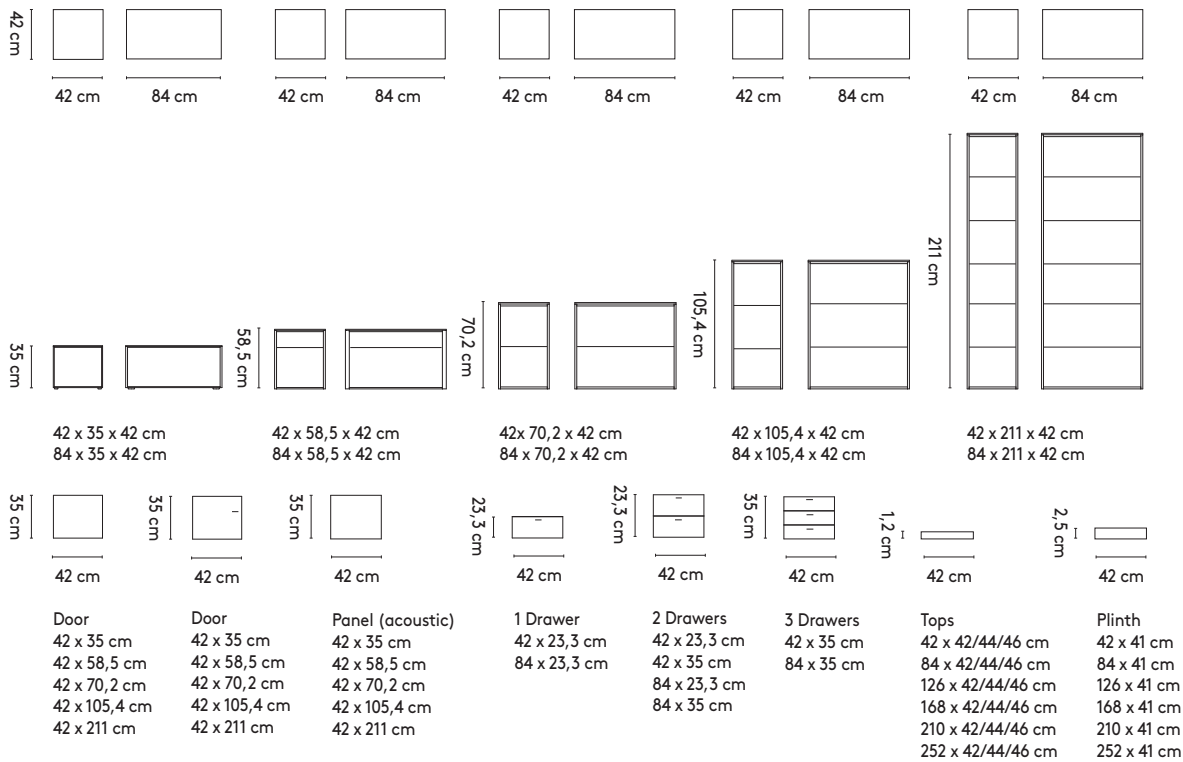 42 cm
42 cm 84 cm 42 cm 84 cm 42 cm 84 cm 42 cm 84 cm 42 cm 84 cm
35 cm 58,5 cm 70,2 cm 105,4 cm 211 cm
42 x 35 x 42 cm
84 x 35 x 42 cm
42 x 58,5 x 42 cm
84 x 58,5 x 42 cm
42x 70,2 x 42 cm
84 x 70,2 x 42 cm
42 x 105,4 x 42 cm
84 x 105,4 x 42 cm
42 x 211 x 42 cm
84 x 211 x 42 cm
35 cm
42 cm
Door
42 x 35 cm
42 x 58,5 cm
42 x 70,2 cm
42 x 105,4 cm
42 x 211 cm
35 cm
42 cm
Door
42 x 35 cm
42 x 58,5 cm
42 x 70,2 cm
42 x 105,4 cm
42 x 211 cm
35 cm
42 cm
Panel (acoustic)
42 x 35 cm
42 x 58,5 cm
42 x 70,2 cm
42 x 105,4 cm
42 x 211 cm
23,3 cm
42 cm
1 Drawer
42 x 23,3 cm
84 x 23,3 cm
23,3 cm
42 cm
2 Drawers
42 x 23,3 cm
42 x 35 cm
84 x 23,3 cm
84 x 35 cm
35 cm
42 cm
3 Drawers
42 x 35 cm
84 x 35 cm
1,2 cm
42 cm
Tops
42 x 42/44/46 cm
84 x 42/44/46 cm
126 x 42/44/46 cm
168 x 42/44/46 cm
210 x 42/44/46 cm
252 x 42/44/46 cm
2,5 cm
42 cm
Plinth
42 x 41 cm
84 x 41 cm
126 x 41 cm
168 x 41 cm
210 x 41 cm
252 x 41 cm